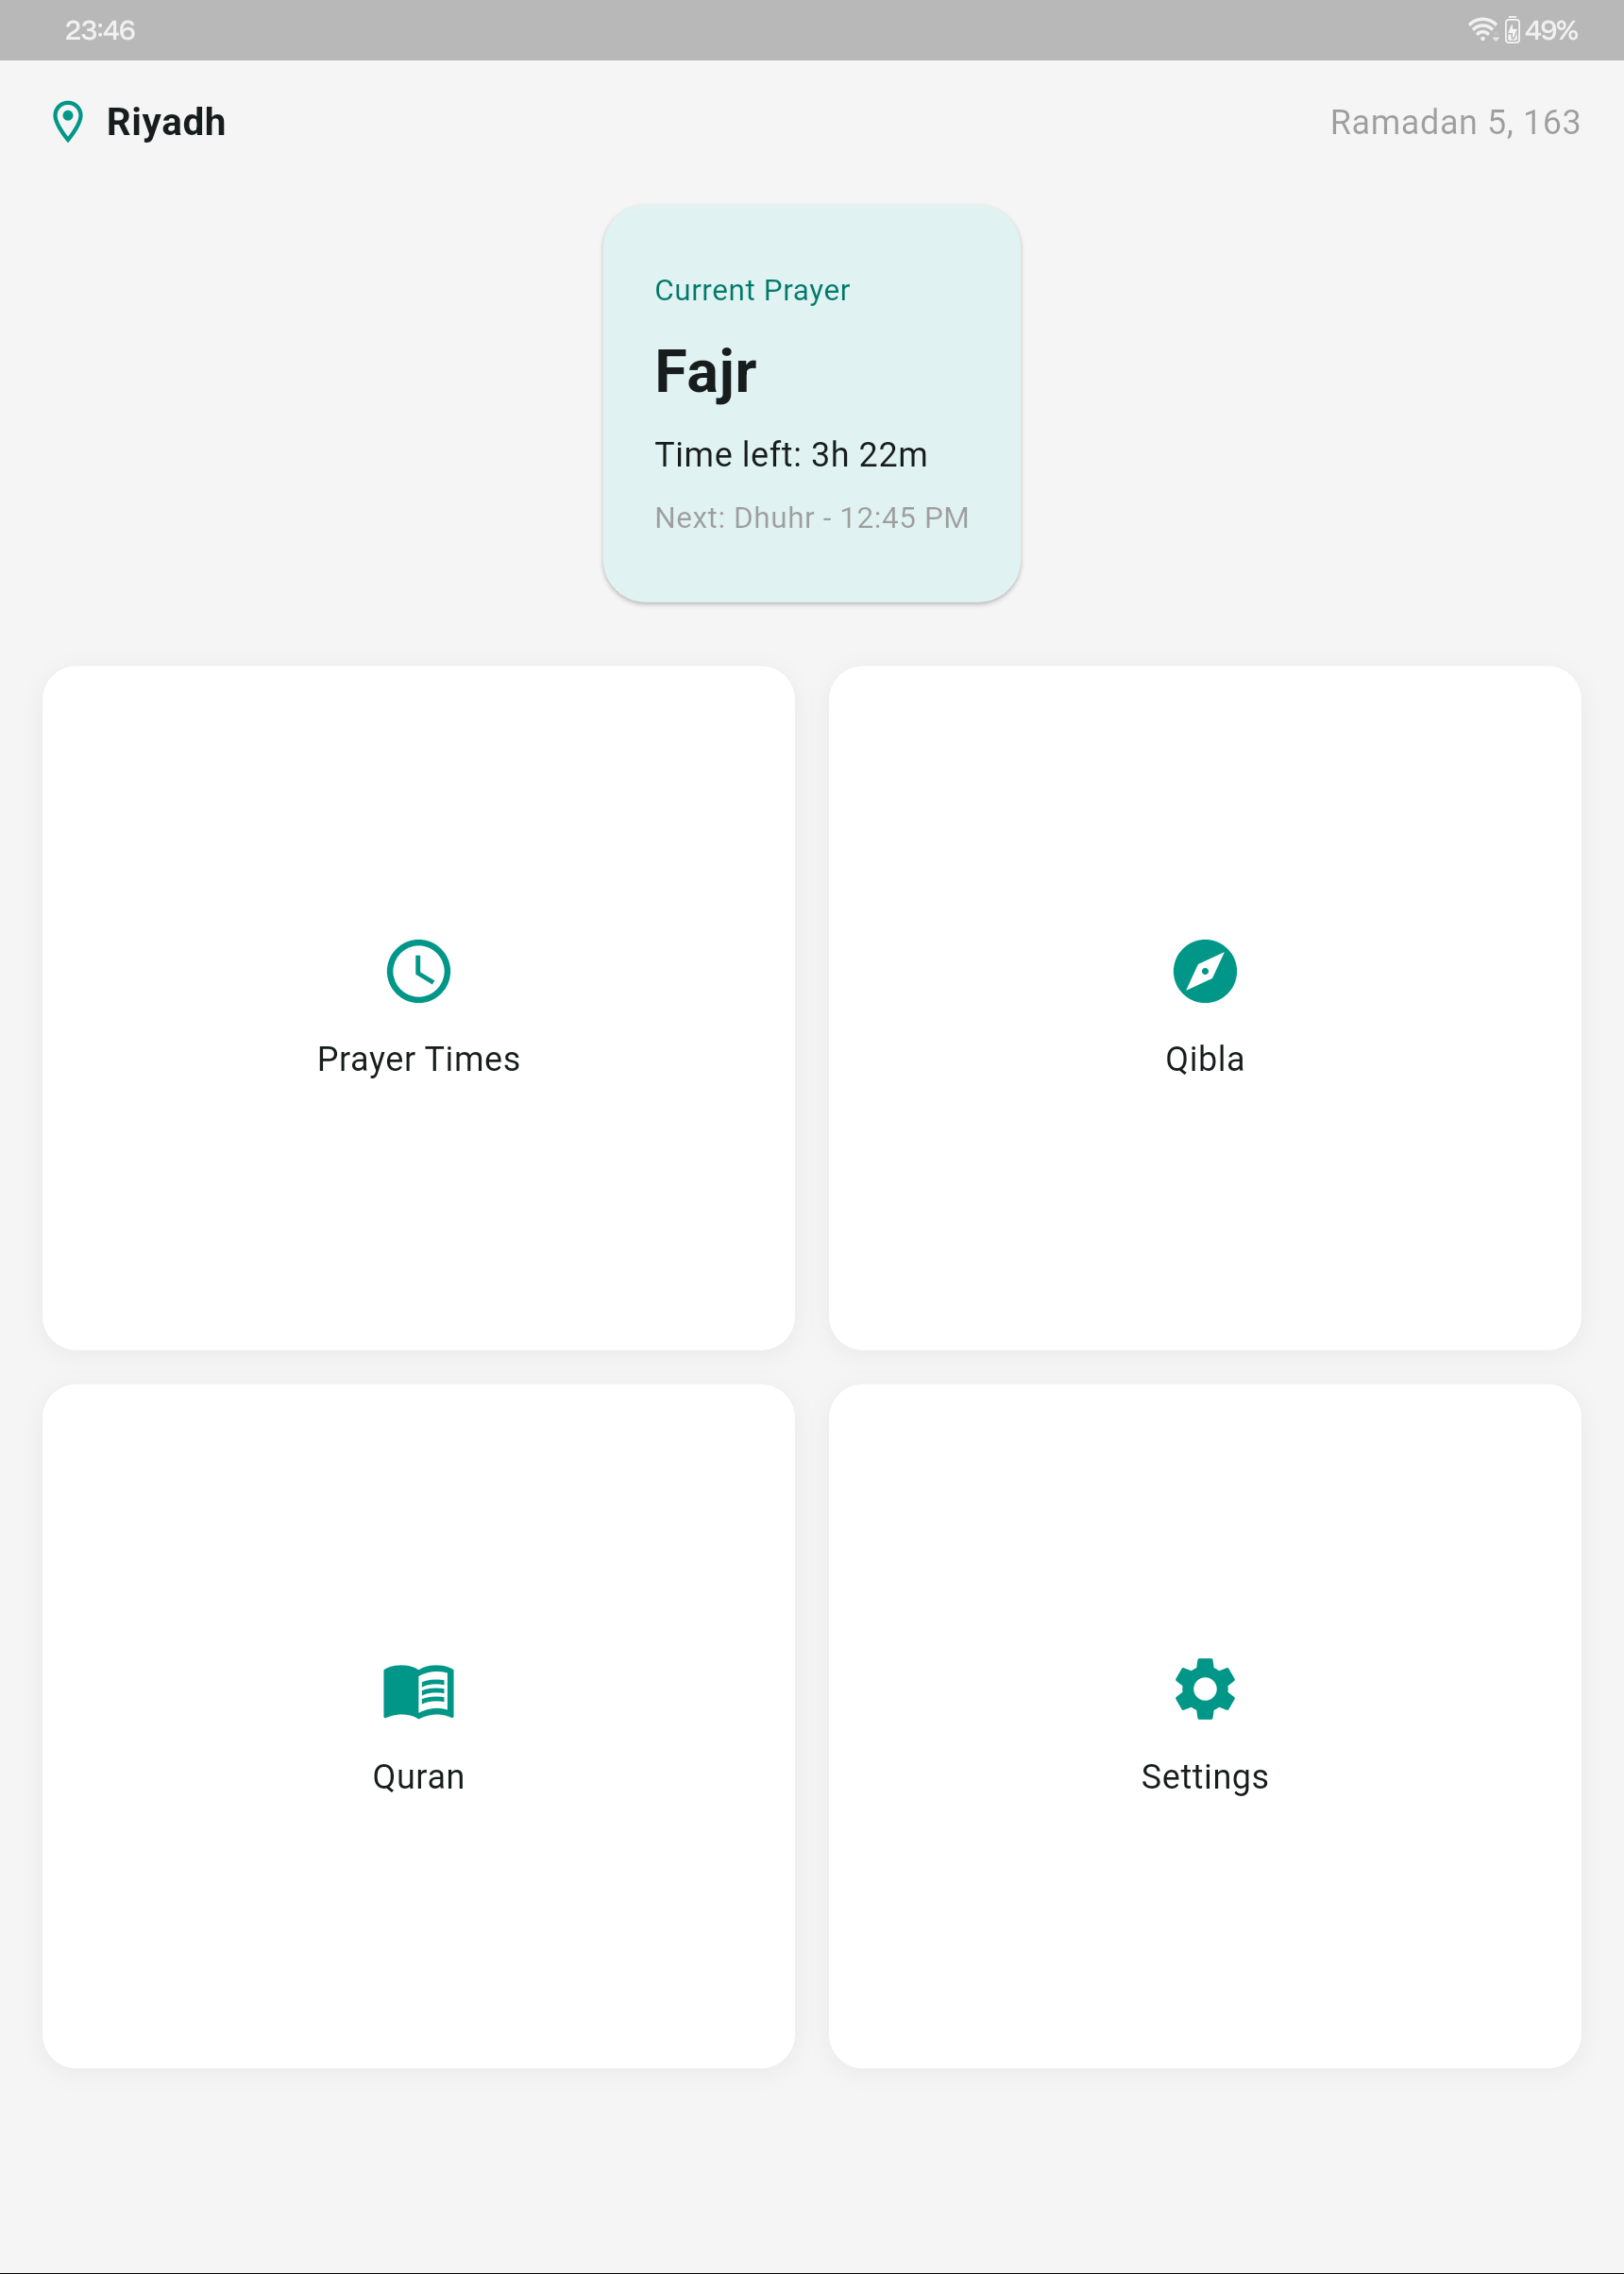 23:46
49%
Riyadh
Ramadan 5, 163
Current Prayer
Fajr
Time left: 3h 22m
Next: Dhuhr - 12:45 PM
Prayer Times
Qibla
Quran
Settings